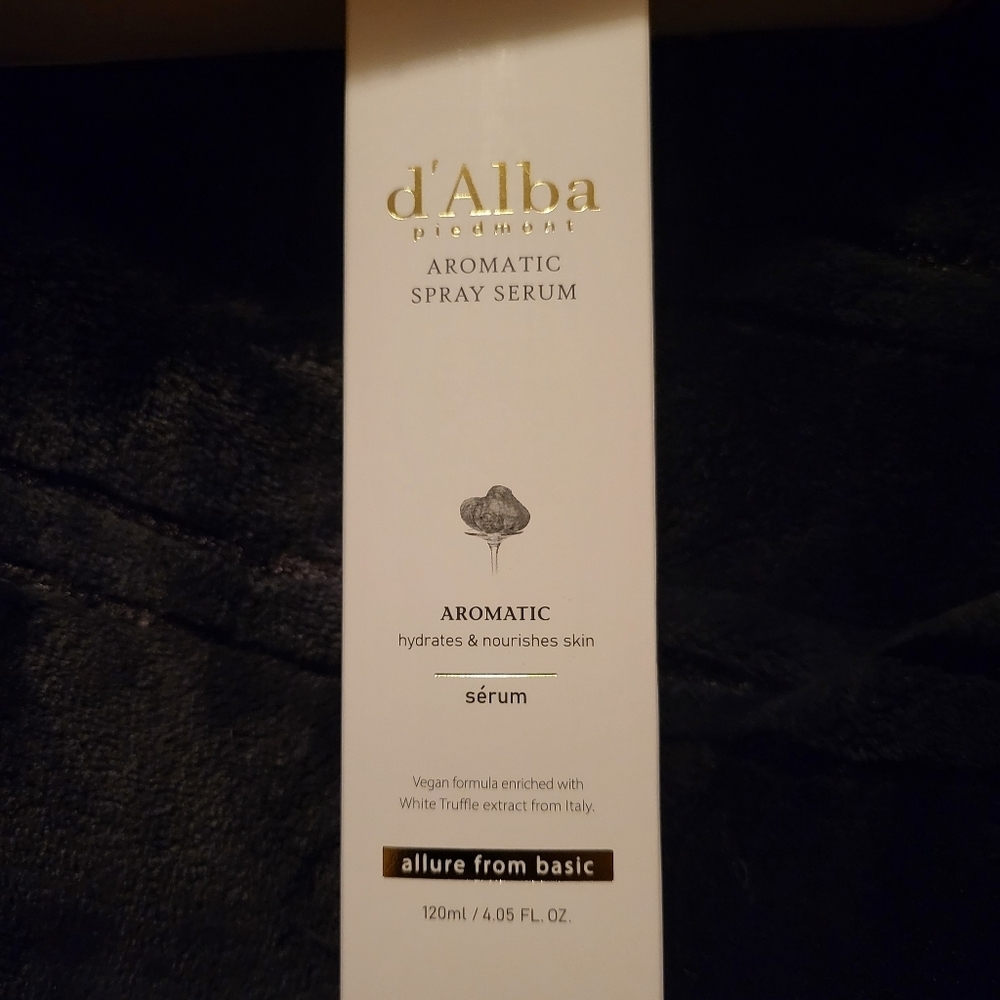 d'Alba
piedmont
AROMATIC
SPRAY SERUM
AROMATIC
hydrates & nourishes skin
sérum
Vegan formula enriched with
White Truffle extract from Italy.
allure from basic
120ml / 4.05 FL. OZ.